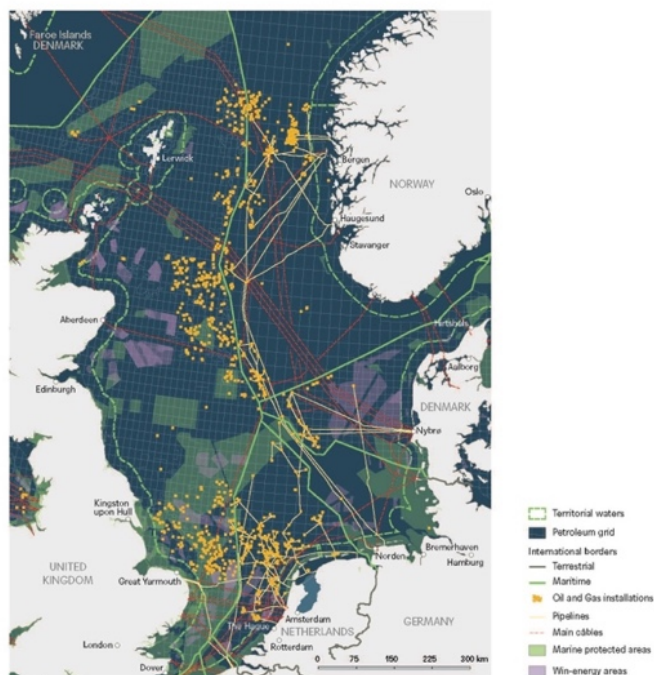 Faroe Islands
DENMARK
Lerwick
Bergen
NORWAY
Oslo
Haugesund
Stavanger
Aberdeen
Hirtshals
Aalborg
Edinburgh
DENMARK
Nybrø
Kingston
upon Hull
Norden
Bremerhaven
Hamburg
UNITED
KINGDOM
Great Yarmouth
Amsterdam
The Hague
NETHERLANDS
GERMANY
Rotterdam
London
Dover
0 75 150 225 300 km
Territorial waters
Petroleum grid
International borders
Terrestrial
Maritime
Oil and Gas installations
Pipelines
Main câbles
Marine protected areas
Win-energy areas